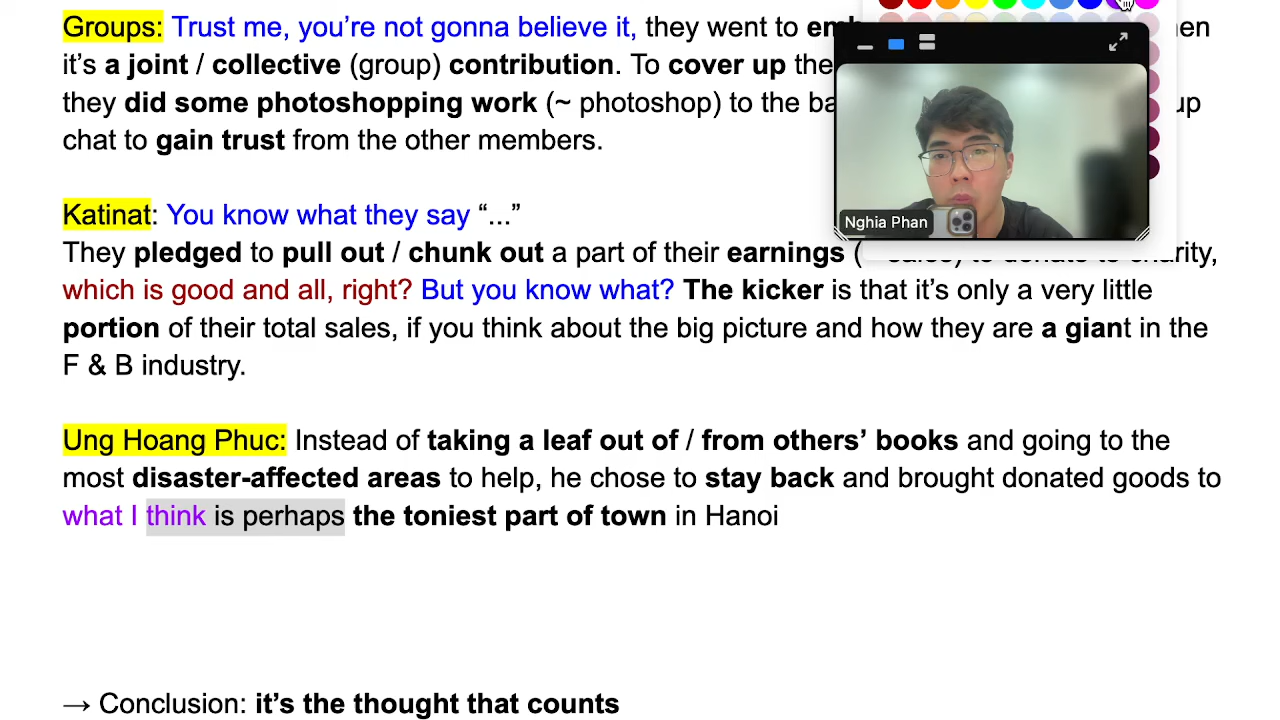 Groups: Trust me, you're not gonna believe it, they went to
it's a joint / collective (group) contribution. To cover up the
they did some photoshopping work (~ photoshop) to the
chat to gain trust from the other members.
Katinat: You know what they say “...”
They pledged to pull out / chunk out a part of their earnings (~ sales) to donate to charity,
which is good and all, right? But you know what? The kicker is that it's only a very little
portion of their total sales, if you think about the big picture and how they are a giant in the
F & B industry.
Nghia Phan
Ung Hoang Phuc: Instead of taking a leaf out of / from others’ books and going to the
most disaster-affected areas to help, he chose to stay back and brought donated goods to
what I think is perhaps the toniest part of town in Hanoi
→ Conclusion: it’s the thought that counts